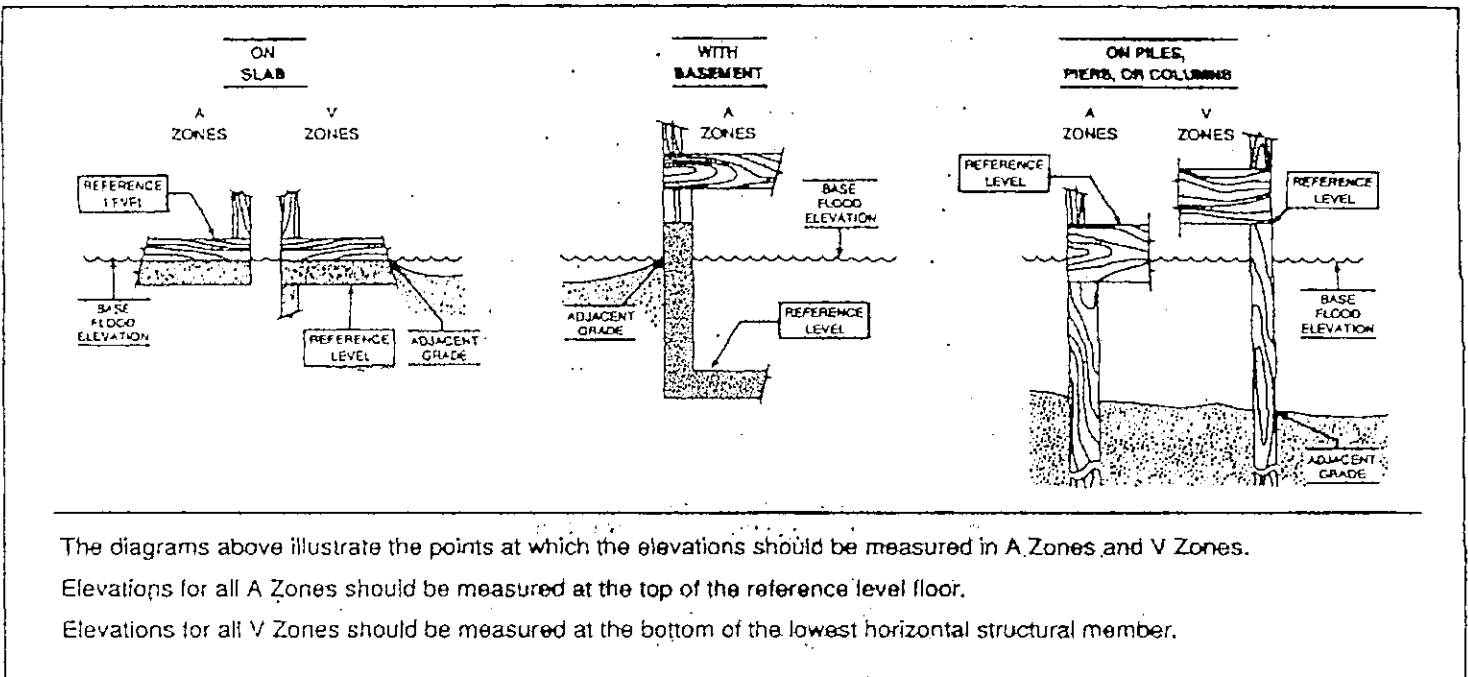 ON
SLAB
A
ZONES
V
ZONES
REFERENCE
LEVEL
BASE
FLOOD
ELEVATION
REFERENCE
LEVEL
ADJACENT
GRADE
WITH
BASEMENT
A
ZONES
BASE
FLOOD
ELEVATION
ADJACENT
GRADE
REFERENCE
LEVEL
ON PILES,
PIERS, OR COLUMNS
A
ZONES
V
ZONES
REFERENCE
LEVEL
REFERENCE
LEVEL
BASE
FLOOD
ELEVATION
ADJACENT
GRADE
The diagrams above illustrate the points at which the elevations should be measured in A Zones and V Zones.
Elevations for all A Zones should be measured at the top of the reference level floor.
Elevations for all V Zones should be measured at the bottom of the lowest horizontal structural member.